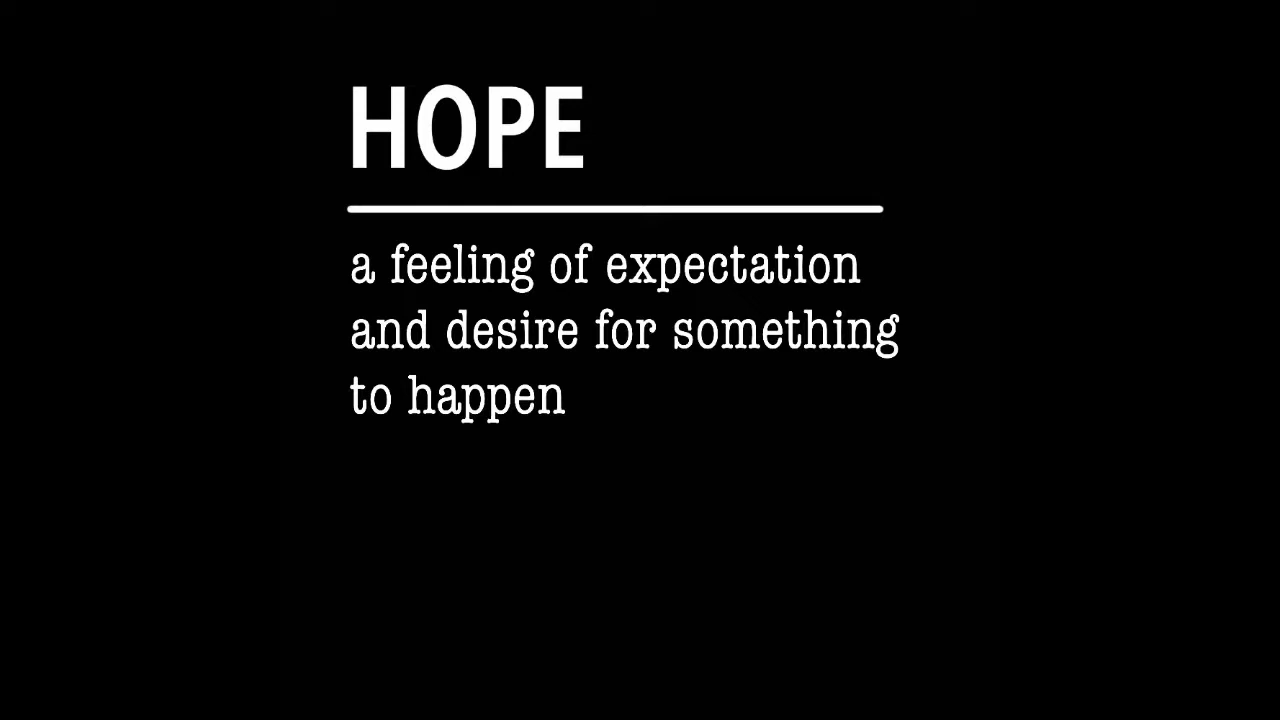 HOPE
a feeling of expectation
and desire for something
to happen